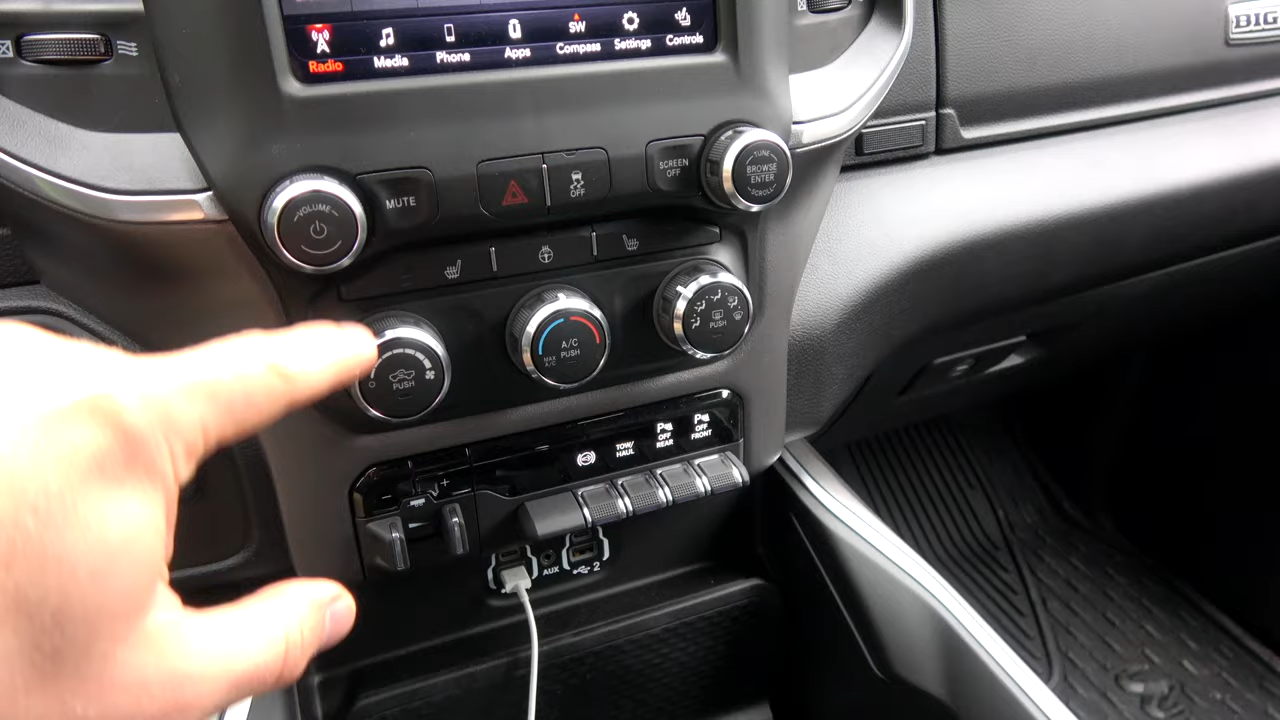 Radio
Media
Phone
Apps
SW
Compass
Settings
Controls
BIG
VOLUME
MUTE
OFF
SCREEN
OFF
TUNE
BROWSE
ENTER
SCROLL
PUSH
A/C
PUSH
MAX
A/C
PUSH
TOW/
HAUL
P
OFF
REAR
P
OFF
FRONT
- +
AUX
2